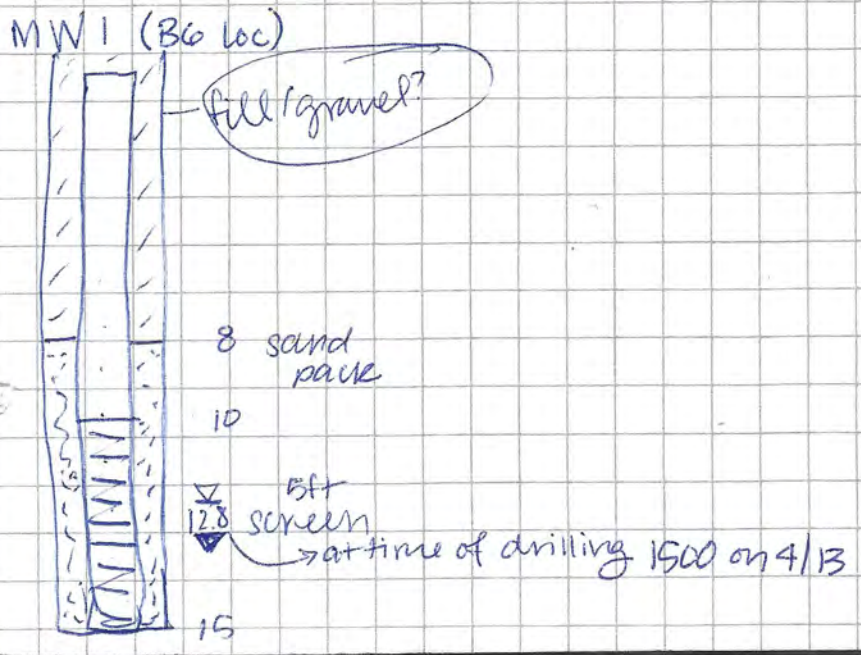 MW1 (B6 loc)
fill/gravel?
8 sand
pack
10
5ft
12.8 screen
→ at time of drilling 1500 on 4/13
15